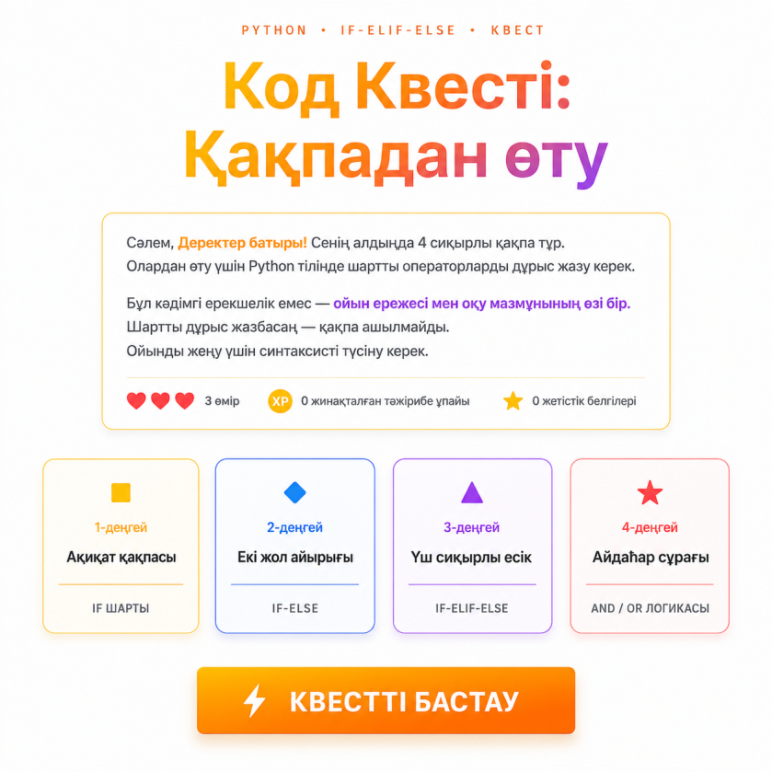 PYTHON • IF-ELIF-ELSE • КВЕСТ
Код Квесті:
Қақпадан өту
Сәлем, Деректер батыры! Сенің алдыңда 4 сиқырлы қақпа тұр.
Олардан өту үшін Python тілінде шартты операторларды дұрыс жазу керек.
Бұл кәдімгі ерекшелік емес — ойын ережесі мен оқу мазмұнының өзі бір.
Шартты дұрыс жазбасаң — қақпа ашылмайды.
Ойынды жеңу үшін синтаксисті түсіну керек.
3 өмір
XP 0 жинақталған тәжірибе ұпайы
0 жетістік белгілері
1-деңгей
Ақиқат қақпасы
IF ШАРТЫ
2-деңгей
Екі жол айырығы
IF-ELSE
3-деңгей
Үш сиқырлы есік
IF-ELIF-ELSE
4-деңгей
Айдаһар сұрағы
AND / OR ЛОГИКАСЫ
КВЕСТТІ БАСТАУ